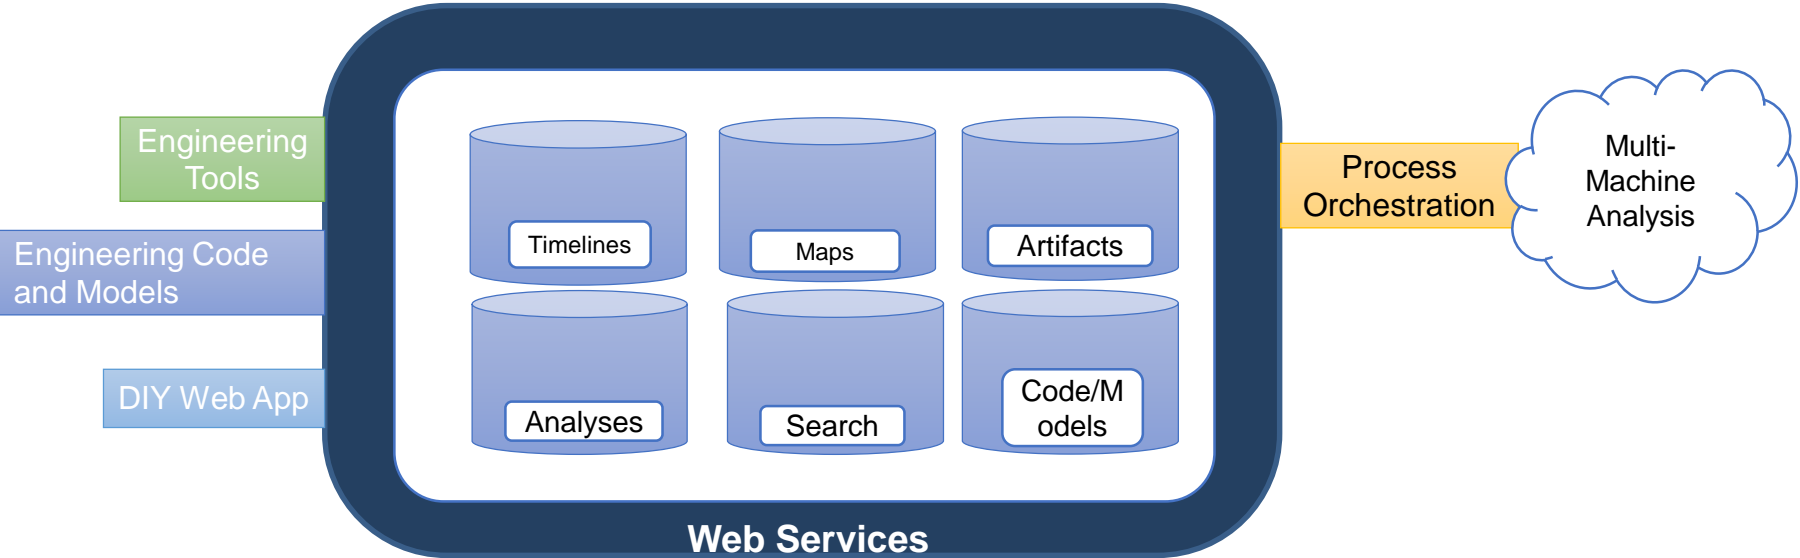 Engineering
Tools
Engineering Code
and Models
DIY Web App
Timelines
Maps
Artifacts
Analyses
Search
Code/M
odels
Web Services
Process
Orchestration
Multi-
Machine
Analysis